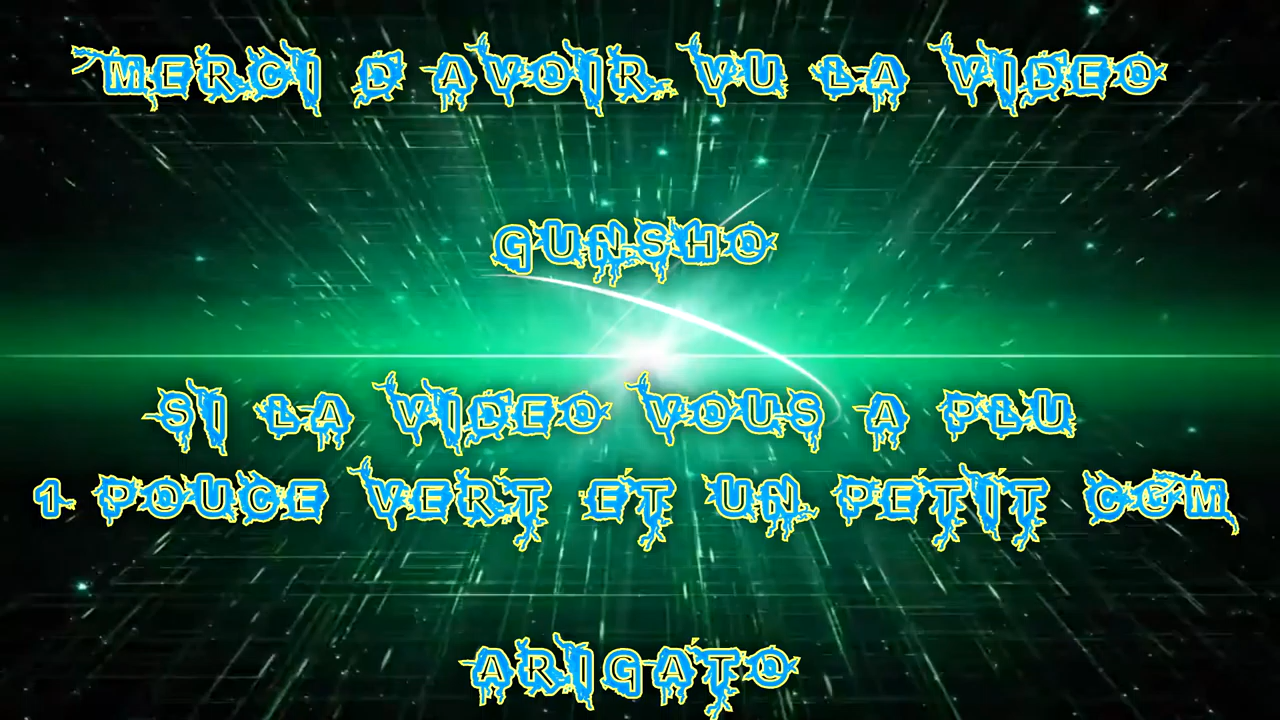 MERCI D AVOIR VU LA VIDEO
GUNSHO
SI LA VIDEO VOUS A PLU
1 POUCE VERT ET UN PETIT COM
ARIGATO